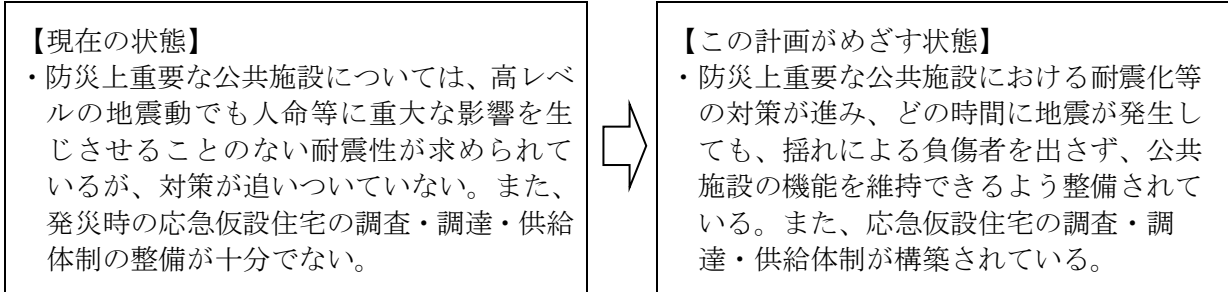 【現在の状態】
・防災上重要な公共施設については、高レベ
ルの地震動でも人命等に重大な影響を生
じさせることのない耐震性が求められて
いるが、対策が追いついていない。また、
発災時の応急仮設住宅の調査・調達・供給
体制の整備が十分でない。
【この計画がめざす状態】
・防災上重要な公共施設における耐震化等
の対策が進み、どの時間に地震が発生し
ても、揺れによる負傷者を出さず、公共
施設の機能を維持できるよう整備されて
いる。また、応急仮設住宅の調査・調
達・供給体制が構築されている。